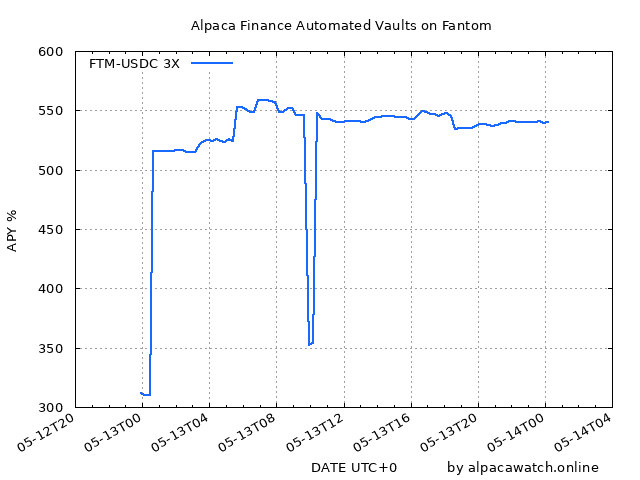 Alpaca Finance Automated Vaults on Fantom
600
FTM-USDC 3X
550
500
450
APY %
400
350
300
05-12T20 05-13T00 05-13T04 05-13T08 05-13T12 05-13T16 05-13T20 05-14T00 05-14T04
DATE UTC+0 by alpacawatch.online